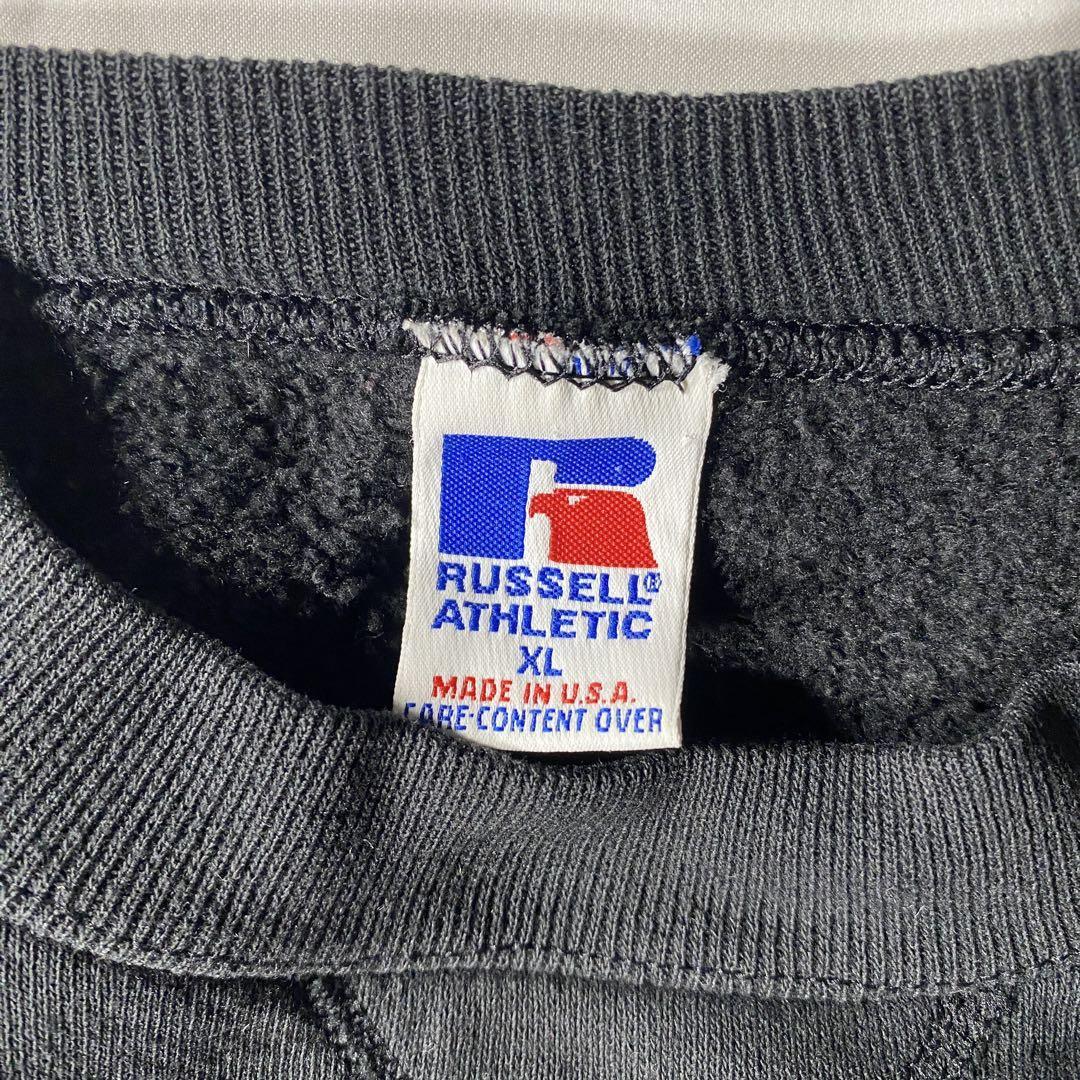 RUSSELL®
ATHLETIC
XL
MADE IN U.S.A.
CARE-CONTENT OVER